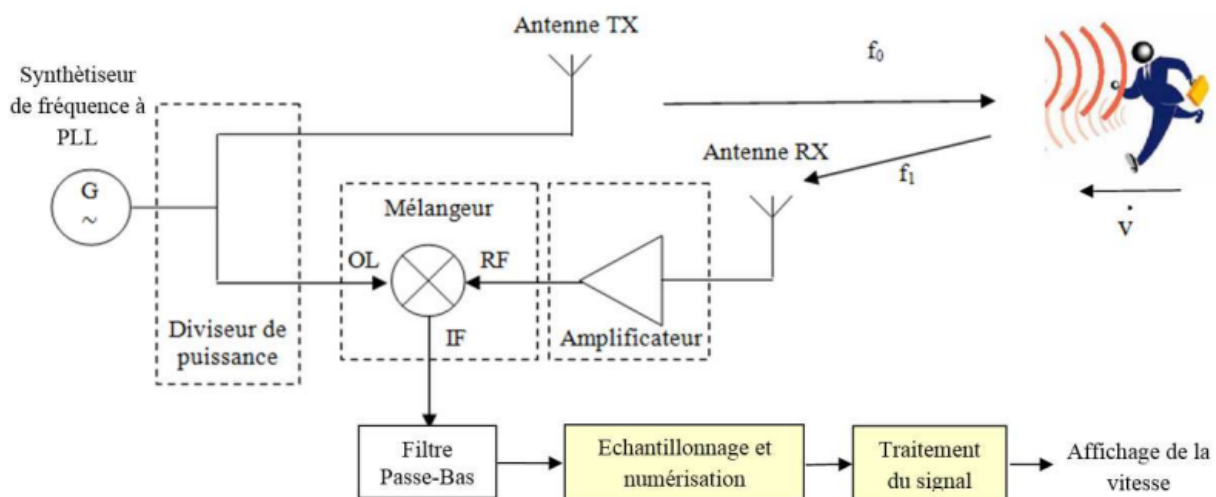 Antenne TX
f₀
Synthètiseur
de fréquence à
PLL
G
~
Antenne RX
f₁
v̇
Mélangeur
OL
RF
IF
Amplificateur
Diviseur de
puissance
Filtre
Passe-Bas
Echantillonnage et
numérisation
Traitement
du signal
Affichage de la
vitesse